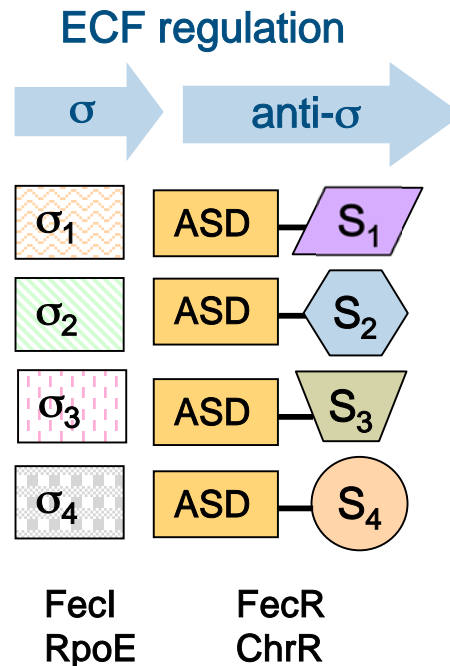 ECF regulation
σ anti-σ
σ₁ ASD S₁
σ₂ ASD S₂
σ₃ ASD S₃
σ₄ ASD S₄
FecI FecR
RpoE ChrR